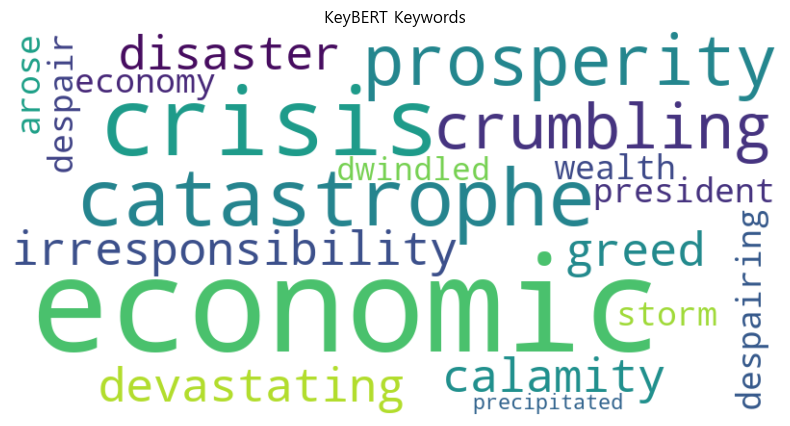 KeyBERT Keywords
arose
despair
disaster
economy
prosperity
crisis
crumbling
dwindled
wealth
catastrophe
president
irresponsibility
greed
despairing
economic
storm
devastating
calamity
precipitated